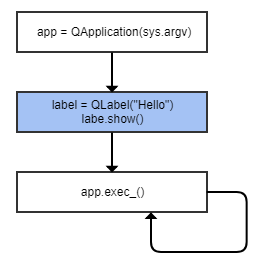 app = QApplication(sys.argv)
label = QLabel("Hello")
labe.show()
app.exec_()